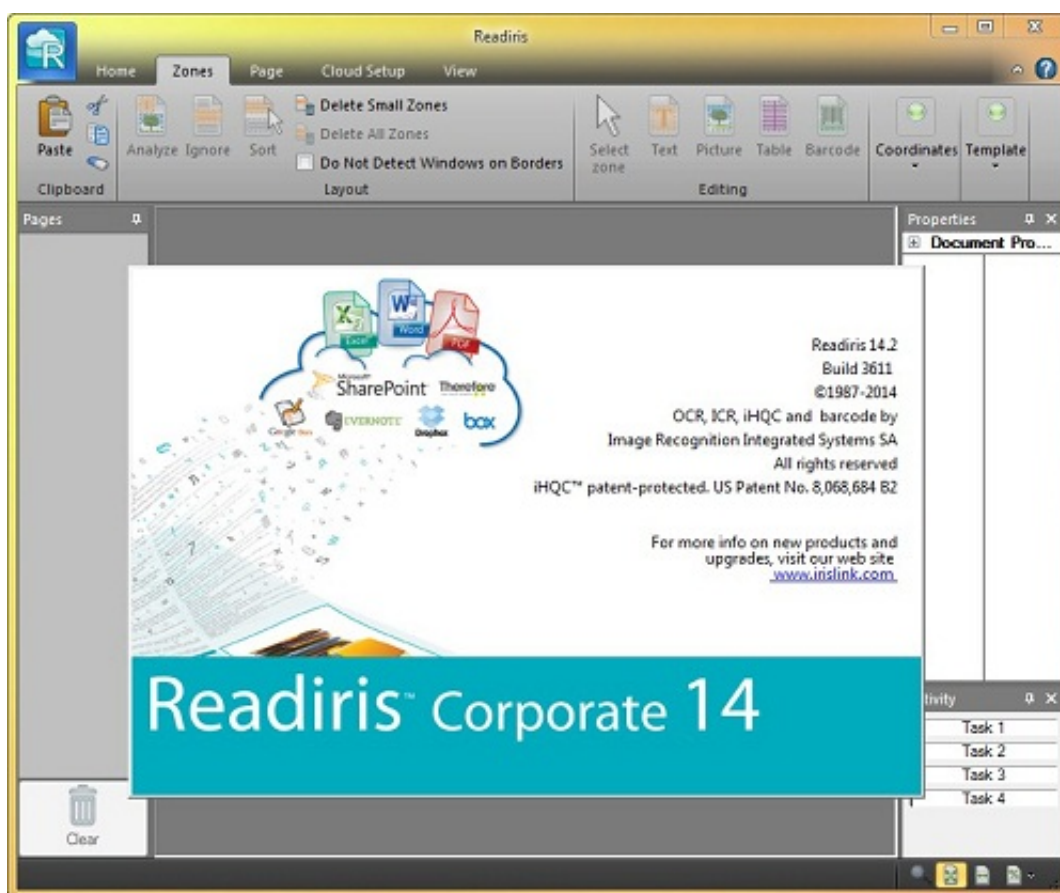 Readiris
Home Zones Page Cloud Setup View
Paste
Clipboard
Analyze Ignore Sort
Delete Small Zones
Delete All Zones
Do Not Detect Windows on Borders
Layout
Select zone Text Picture Table Barcode
Editing
Coordinates Template
Pages
Properties
Document Pro...
Excel
Word
PDF
Microsoft
SharePoint Therefore
Google Docs
EVERNOTE
Dropbox
box
Readiris 14.2
Build 3611
©1987-2014
OCR, ICR, iHQC and barcode by
Image Recognition Integrated Systems SA
All rights reserved
iHQC™ patent-protected. US Patent No. 8,068,684 B2
For more info on new products and
upgrades, visit our web site
www.irislink.com
Readiris™ Corporate 14
tivity
Task 1
Task 2
Task 3
Task 4
Clear